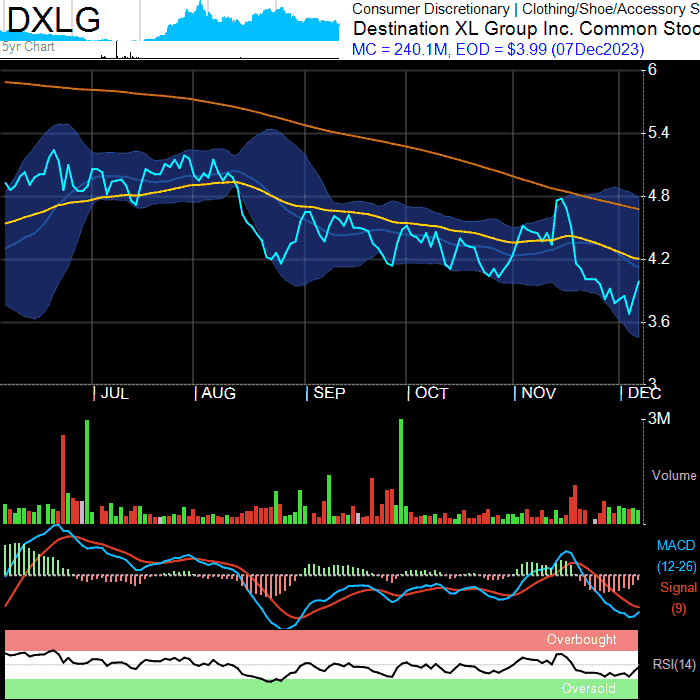 DXLG
5yr Chart
Consumer Discretionary | Clothing/Shoe/Accessory S
Destination XL Group Inc. Common Stoc
MC = 240.1M, EOD = $3.99 (07Dec2023)
6
5.4
4.8
4.2
3.6
3
JUL
AUG
SEP
OCT
NOV
DEC
3M
Volume
MACD
(12-26)
Signal
(9)
Overbought
RSI(14)
Oversold